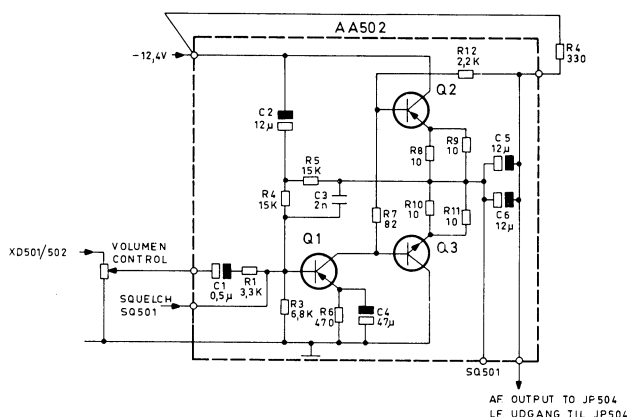 AA502
-12,4V
R12
2,2K
R4
330
Q2
C2
12µ
R9
10
R8
10
C5
12µ
R5
15K
R4
15K
C3
2n
R10
10
R11
10
C6
12µ
R7
82
Q1
Q3
XD501/502
VOLUMEN
CONTROL
C1
0,5µ
R1
3,3K
SQUELCH
SQ501
R3
6,8K
R6
470
C4
47µ
SQ501
AF OUTPUT TO JP504
LF UDGANG TIL JP504